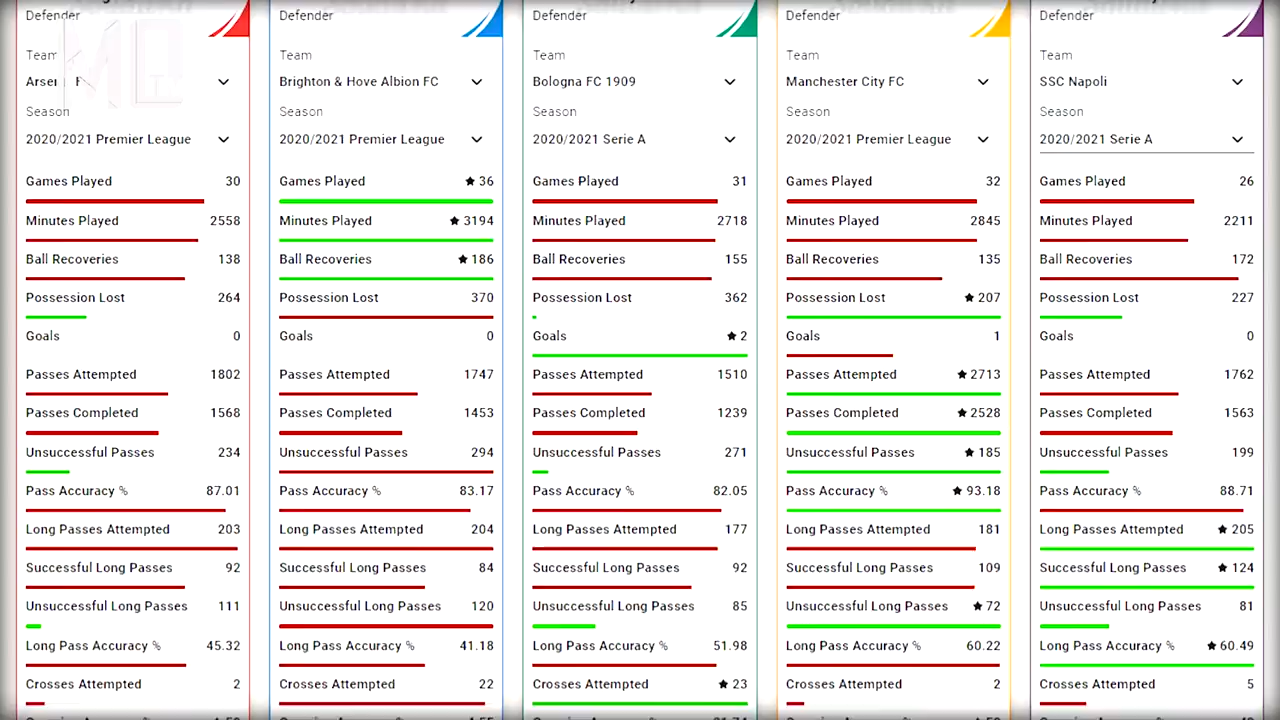 Defender
Team
Arsen F
Season
2020/2021 Premier League
Games Played 30
Minutes Played 2558
Ball Recoveries 138
Possession Lost 264
Goals 0
Passes Attempted 1802
Passes Completed 1568
Unsuccessful Passes 234
Pass Accuracy % 87.01
Long Passes Attempted 203
Successful Long Passes 92
Unsuccessful Long Passes 111
Long Pass Accuracy % 45.32
Crosses Attempted 2
Defender
Team
Brighton & Hove Albion FC
Season
2020/2021 Premier League
Games Played ★ 36
Minutes Played ★ 3194
Ball Recoveries ★ 186
Possession Lost 370
Goals 0
Passes Attempted 1747
Passes Completed 1453
Unsuccessful Passes 294
Pass Accuracy % 83.17
Long Passes Attempted 204
Successful Long Passes 84
Unsuccessful Long Passes 120
Long Pass Accuracy % 41.18
Crosses Attempted 22
Defender
Team
Bologna FC 1909
Season
2020/2021 Serie A
Games Played 31
Minutes Played 2718
Ball Recoveries 155
Possession Lost 362
Goals ★ 2
Passes Attempted 1510
Passes Completed 1239
Unsuccessful Passes 271
Pass Accuracy % 82.05
Long Passes Attempted 177
Successful Long Passes 92
Unsuccessful Long Passes 85
Long Pass Accuracy % 51.98
Crosses Attempted ★ 23
Defender
Team
Manchester City FC
Season
2020/2021 Premier League
Games Played 32
Minutes Played 2845
Ball Recoveries 135
Possession Lost ★ 207
Goals 1
Passes Attempted ★ 2713
Passes Completed ★ 2528
Unsuccessful Passes ★ 185
Pass Accuracy % ★ 93.18
Long Passes Attempted 181
Successful Long Passes 109
Unsuccessful Long Passes ★ 72
Long Pass Accuracy % 60.22
Crosses Attempted 2
Defender
Team
SSC Napoli
Season
2020/2021 Serie A
Games Played 26
Minutes Played 2211
Ball Recoveries 172
Possession Lost 227
Goals 0
Passes Attempted 1762
Passes Completed 1563
Unsuccessful Passes 199
Pass Accuracy % 88.71
Long Passes Attempted ★ 205
Successful Long Passes ★ 124
Unsuccessful Long Passes 81
Long Pass Accuracy % ★ 60.49
Crosses Attempted 5